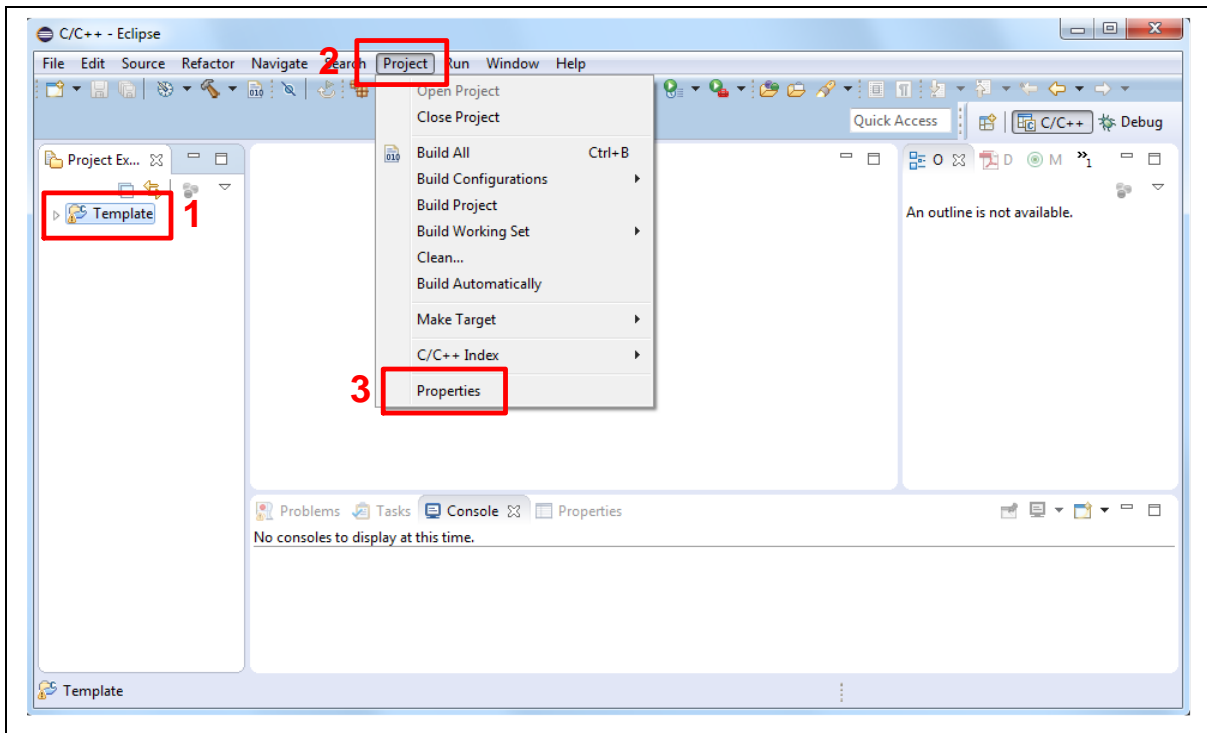 C/C++ - Eclipse
File Edit Source Refactor Navigate Search Project Run Window Help
2
Quick Access
C/C++
Debug
Project Ex...
Template
1
Open Project
Close Project
Build All Ctrl+B
Build Configurations
Build Project
Build Working Set
Clean...
Build Automatically
Make Target
C/C++ Index
3
Properties
O D M »1
An outline is not available.
Problems Tasks Console Properties
No consoles to display at this time.
Template